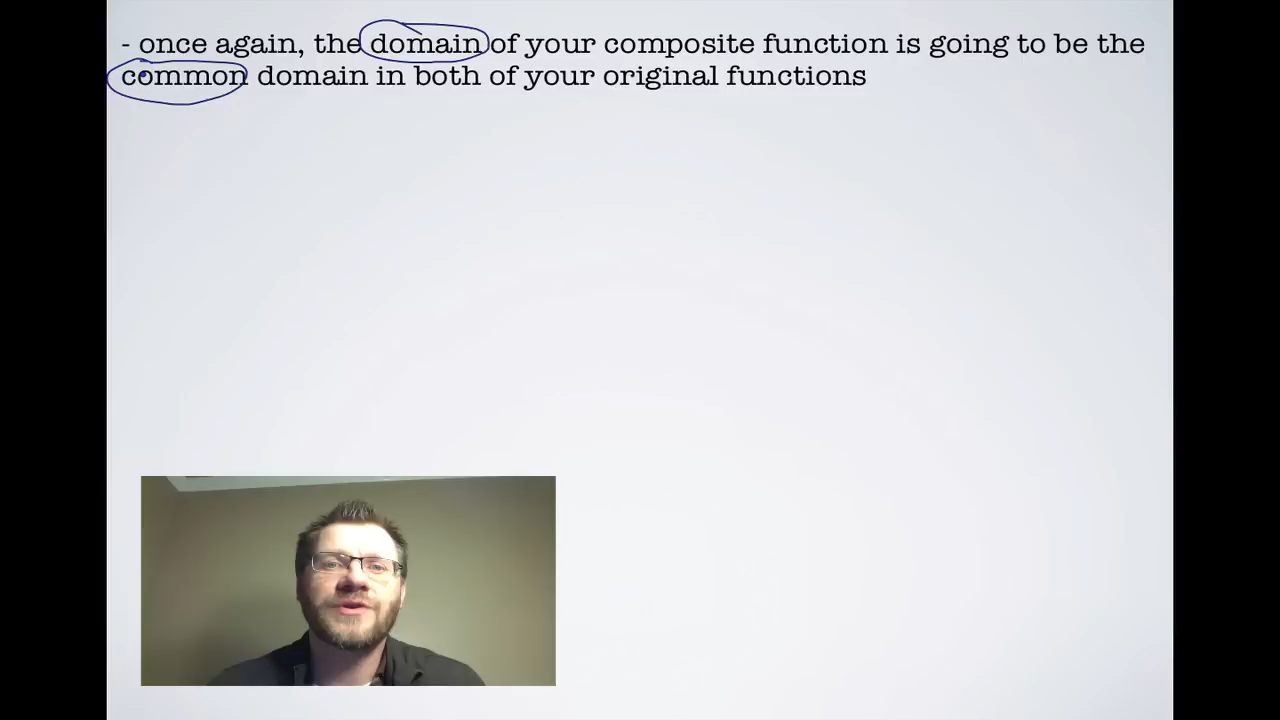 - once again, the domain of your composite function is going to be the
common domain in both of your original functions